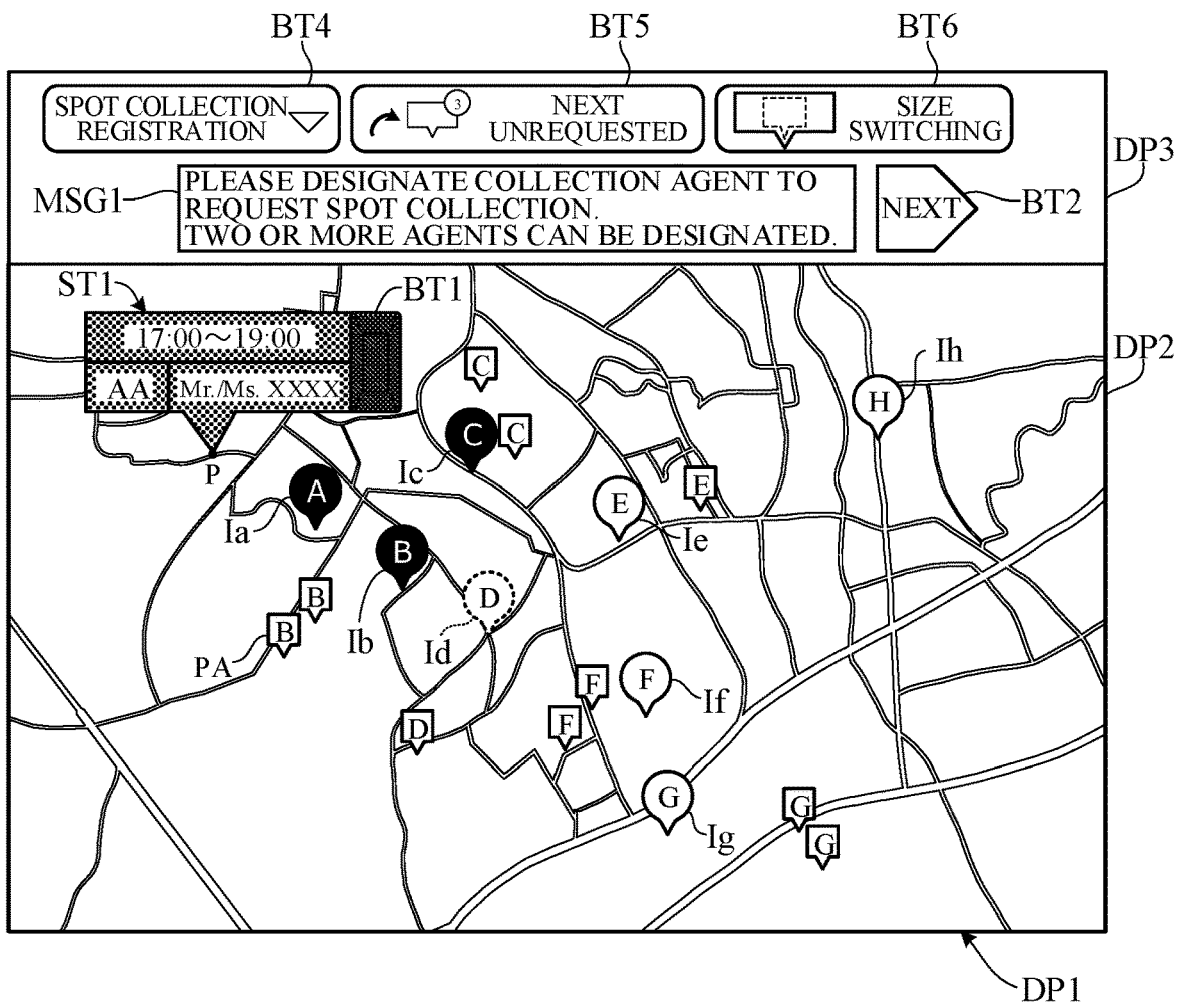 BT4
BT5
BT6
SPOT COLLECTION
REGISTRATION
3
NEXT
UNREQUESTED
SIZE
SWITCHING
DP3
MSG1
PLEASE DESIGNATE COLLECTION AGENT TO
REQUEST SPOT COLLECTION.
TWO OR MORE AGENTS CAN BE DESIGNATED.
NEXT
BT2
ST1
BT1
17:00～19:00
AA
Mr./Ms. XXXX
P
C
C
C
Ic
H
Ih
DP2
A
Ia
E
E
Ie
B
Ib
B
B
PA
D
Id
D
F
F
F
If
G
Ig
G
G
DP1